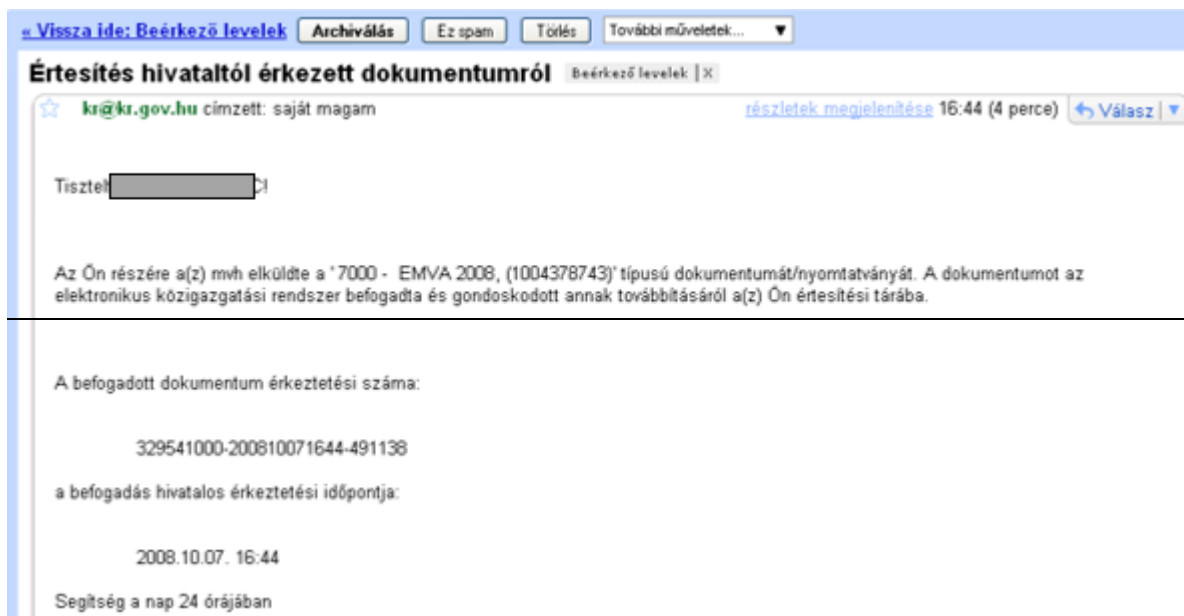 « Vissza ide: Beérkező levelek Archiválás Ez spam Törlés További műveletek...
Értesítés hivataltól érkezett dokumentumról Beérkező levelek | X
kr@kr.gov.hu címzett: saját magam részletek megjelenítése 16:44 (4 perce) Válasz
Az Ön részére a(z) mvh elküldte a '7000 - EMVA 2008, (1004378743)' típusú dokumentumát/nyomtatványát. A dokumentumot az
elektronikus közigazgatási rendszer befogadta és gondoskodott annak továbbításáról a(z) Ön értesítési tárába.
A befogadott dokumentum érkeztetési száma:
329541000-200810071644-491138
a befogadás hivatalos érkeztetési időpontja:
2008.10.07. 16:44
Segítség a nap 24 órájában